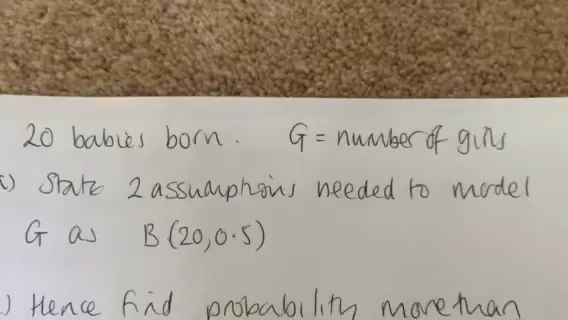 20 babies born. G = number of girls
i) State 2 assumptions needed to model
G as B(20,0.5)
) Hence find probability more than